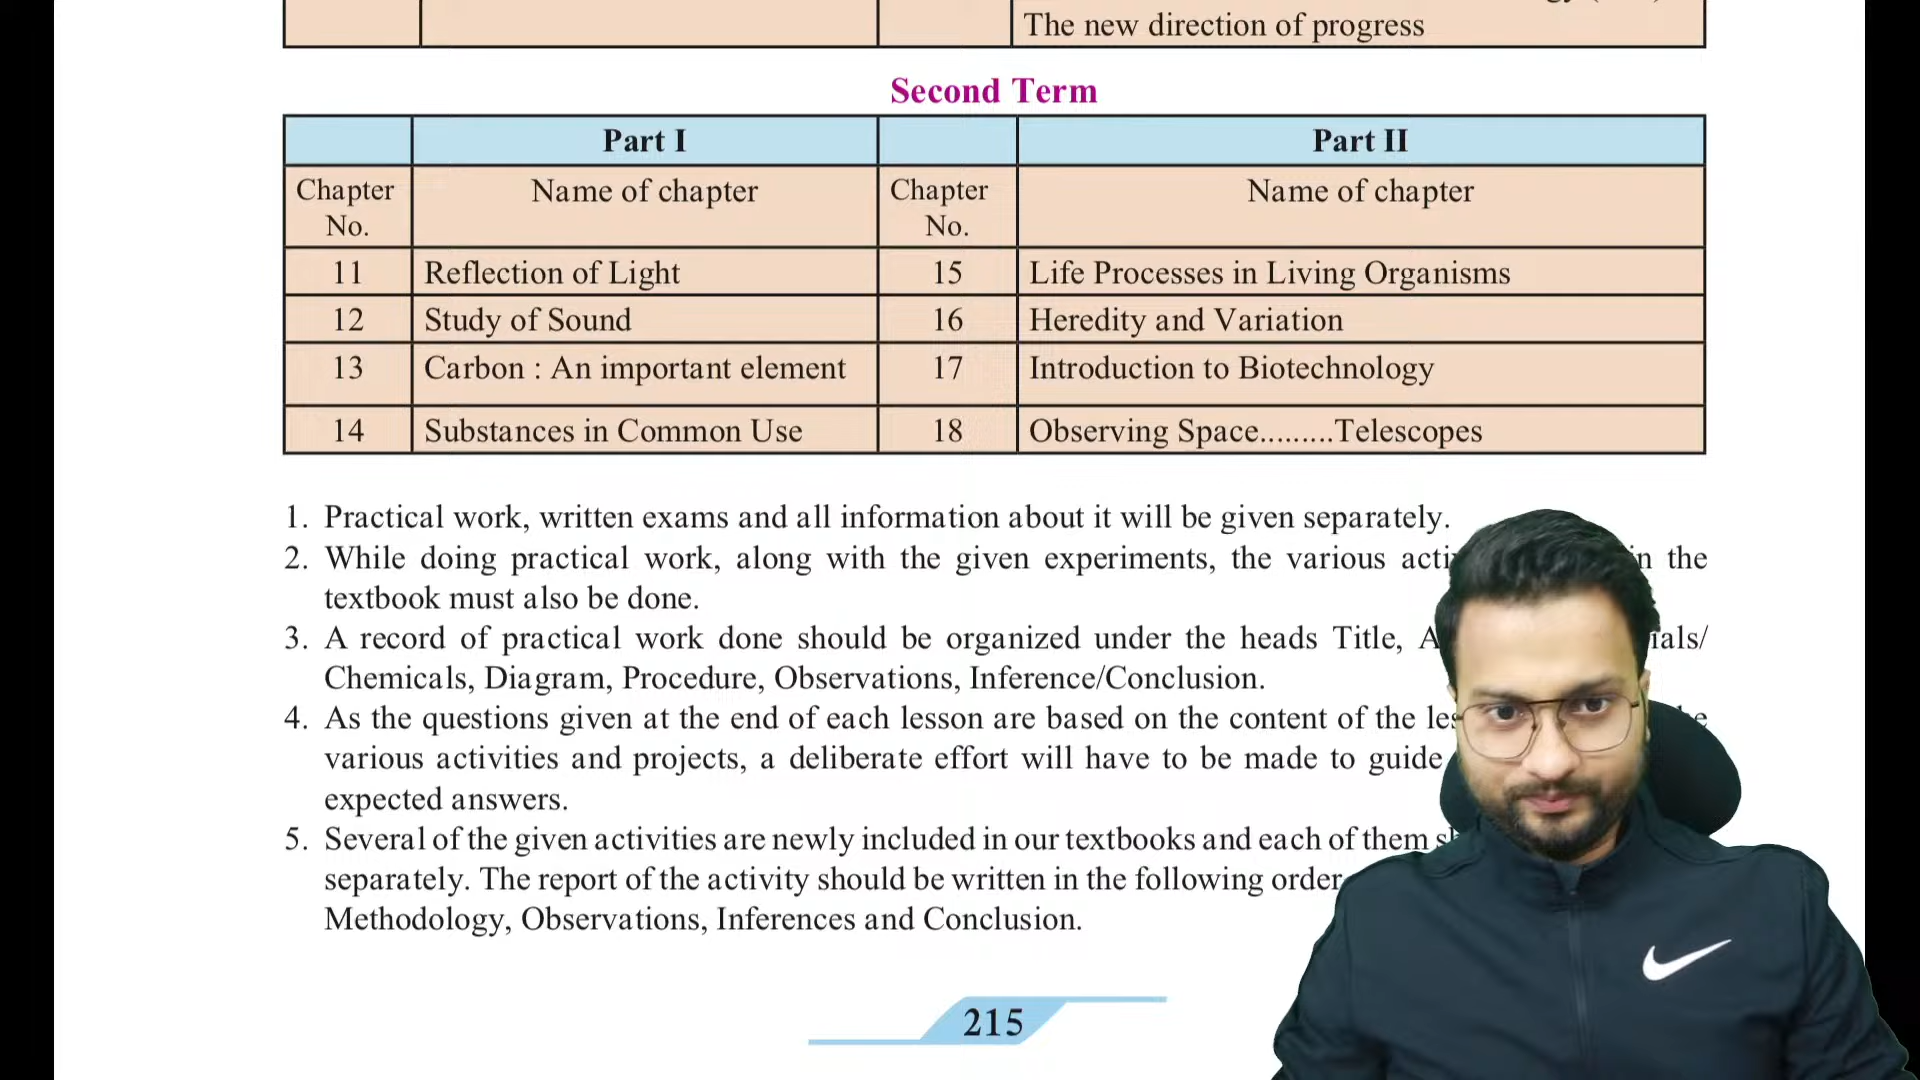 The new direction of progress
Second Term
Part I Part II
Chapter No. Name of chapter Chapter No. Name of chapter
11 Reflection of Light 15 Life Processes in Living Organisms
12 Study of Sound 16 Heredity and Variation
13 Carbon : An important element 17 Introduction to Biotechnology
14 Substances in Common Use 18 Observing Space.........Telescopes
1. Practical work, written exams and all information about it will be given separately.
2. While doing practical work, along with the given experiments, the various in the
textbook must also be done.
3. A record of practical work done should be organized under the heads Title,
Chemicals, Diagram, Procedure, Observations, Inference/Conclusion.
4. As the questions given at the end of each lesson are based on the content of the
various activities and projects, a deliberate effort will have to be made to guide
expected answers.
5. Several of the given activities are newly included in our textbooks and each of them
separately. The report of the activity should be written in the following order
Methodology, Observations, Inferences and Conclusion.
215